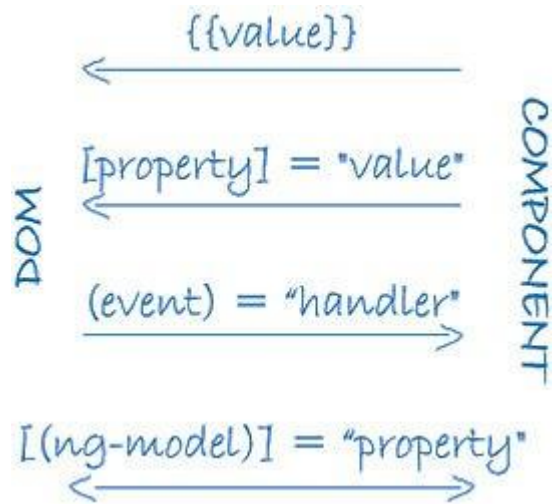 {{value}}
[property] = "value"
DOM
COMPONENT
(event) = "handler"
[(ng-model)] = "property"